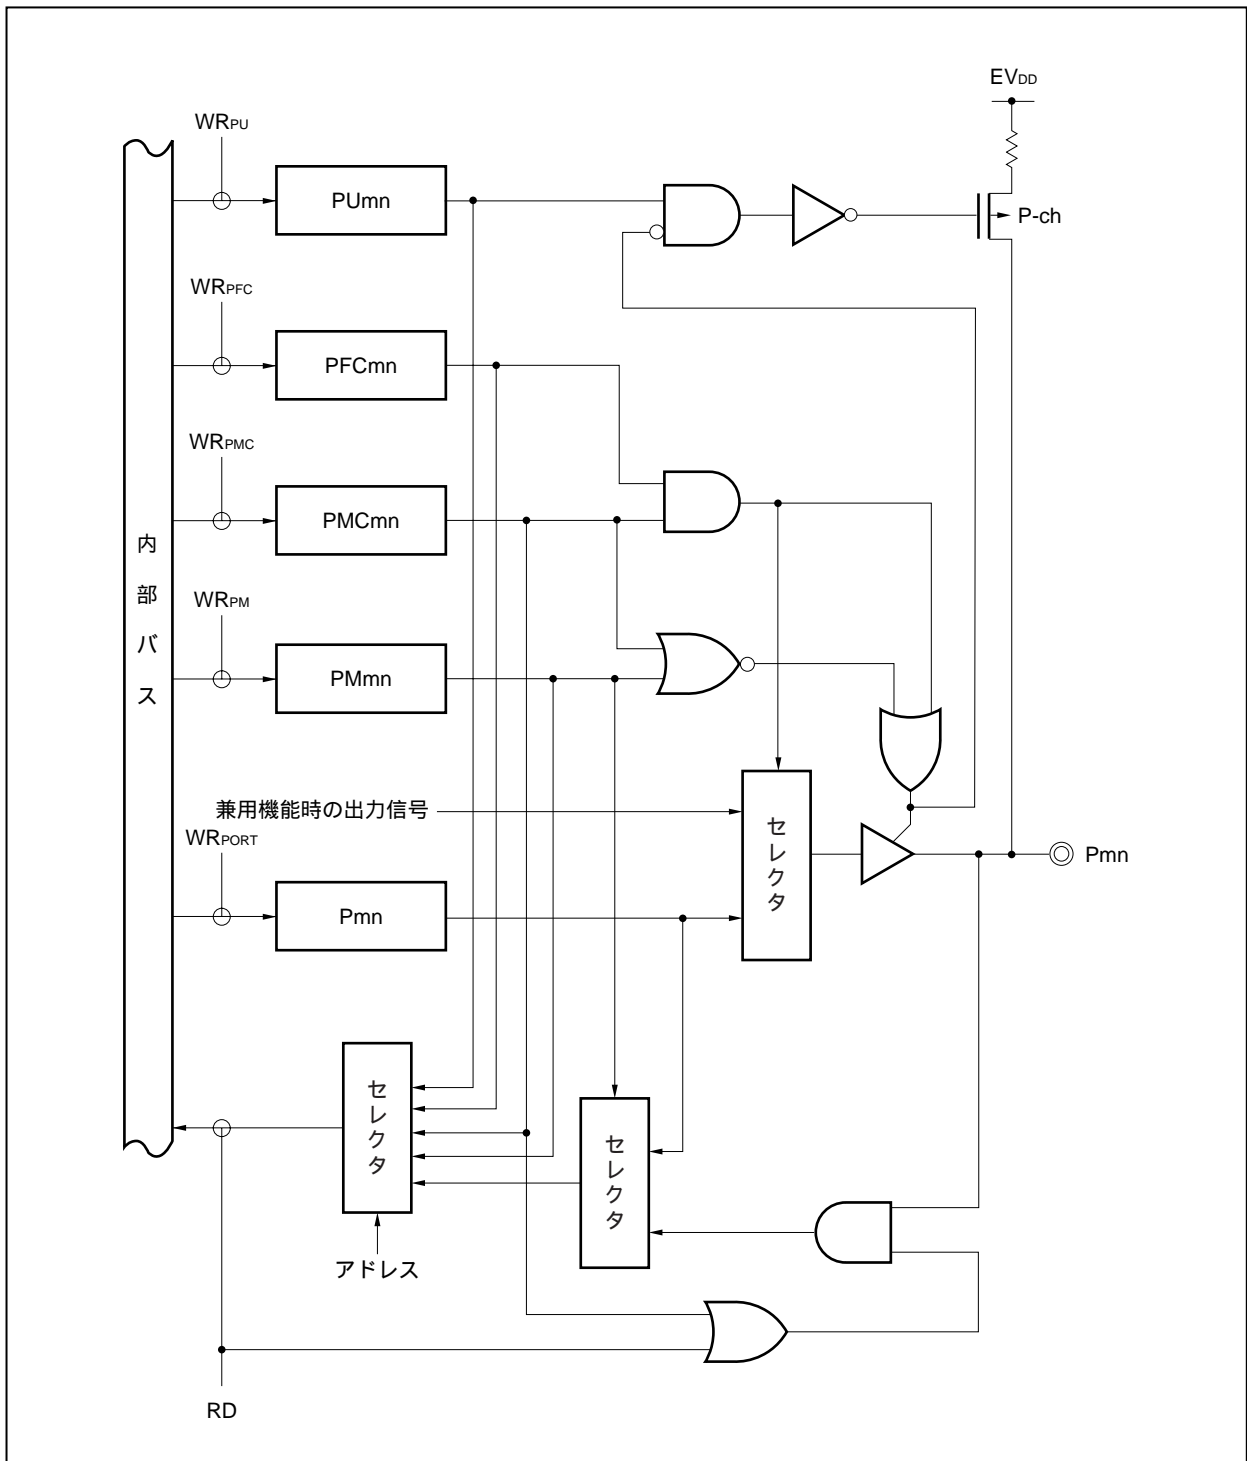 EVDD
WRPU
PUmn
P-ch
WRPFC
PFCmn
WRPMC
PMCmn
内部バス
WRPM
PMmn
兼用機能時の出力信号
セレクタ
WRPORT
Pmn
Pmn
セレクタ
セレクタ
アドレス
RD